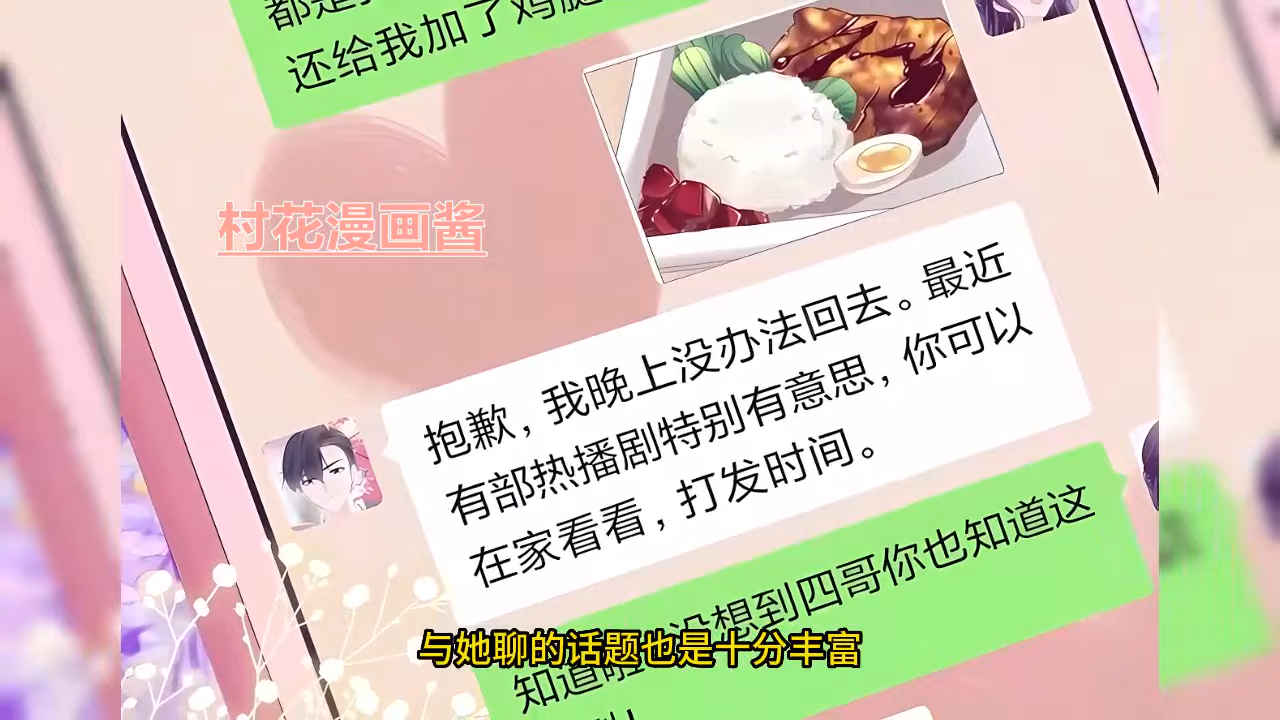 都是
还给我加了鸡腿
村花漫画酱
抱歉，我晚上没办法回去。最近
有部热播剧特别有意思，你可以
在家看看，打发时间。
没想到四哥你也知道这
知道啦
与她聊的话题也是十分丰富